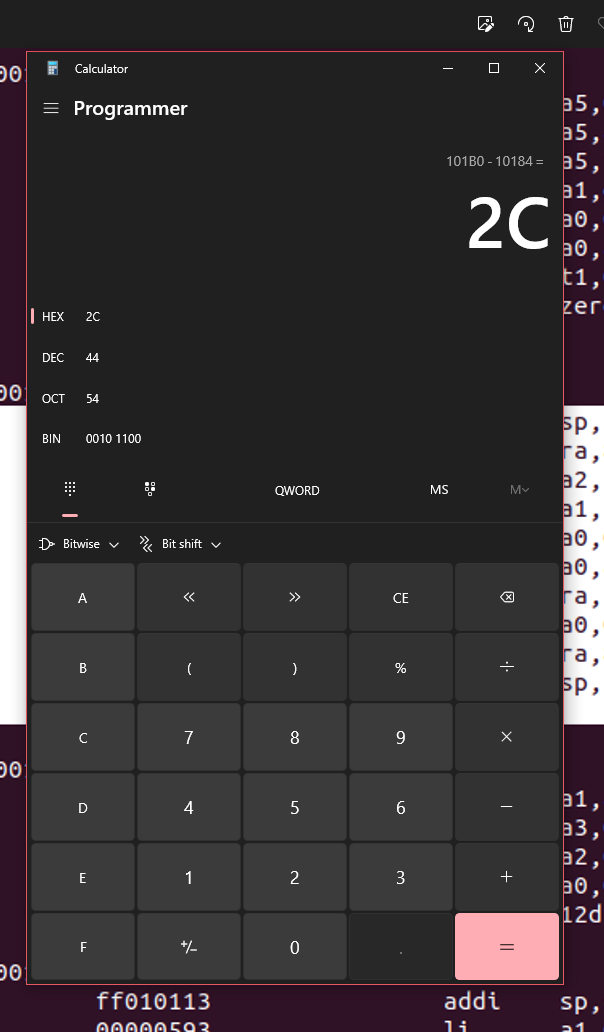 Calculator
Programmer
101B0 - 10184 =
2C
HEX 2C
DEC 44
OCT 54
BIN 0010 1100
QWORD MS M
Bitwise Bit shift
A « » CE
B ( ) % ÷
C 7 8 9 ×
D 4 5 6 −
E 1 2 3 +
F +/− 0 . =
00
a5,
a5,
a5,
a1,
a0,
a0,
t1,
zero
00
sp,
ra,
a2,
a1,
a0,
a0,
ra,
a0,
ra,
sp,
00
a1,
a3,
a2,
a0,
12d
00
ff010113 addi sp,
00000593 li a1,